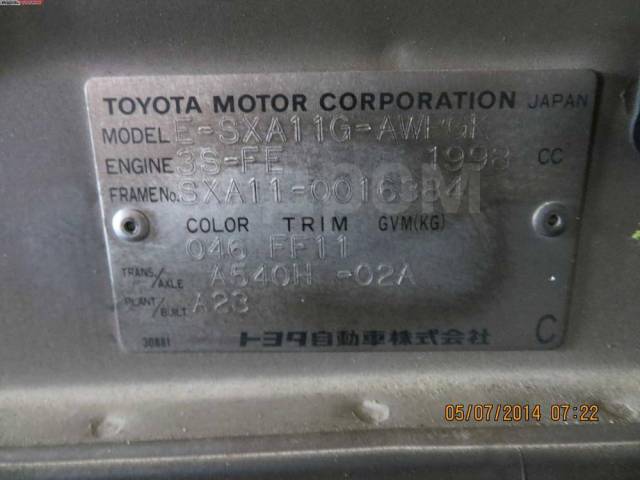 TOYOTA MOTOR CORPORATION JAPAN
MODEL E-SXA11G-AWPGK
ENGINE 3S-FE 1998 CC
FRAME No. SXA11-0016384
COLOR TRIM GVM(KG)
046 FF11
TRANS./AXLE A540H -02A
PLANT/BUILT A23
30881 トヨタ自動車株式会社 C
05/07/2014 07:22